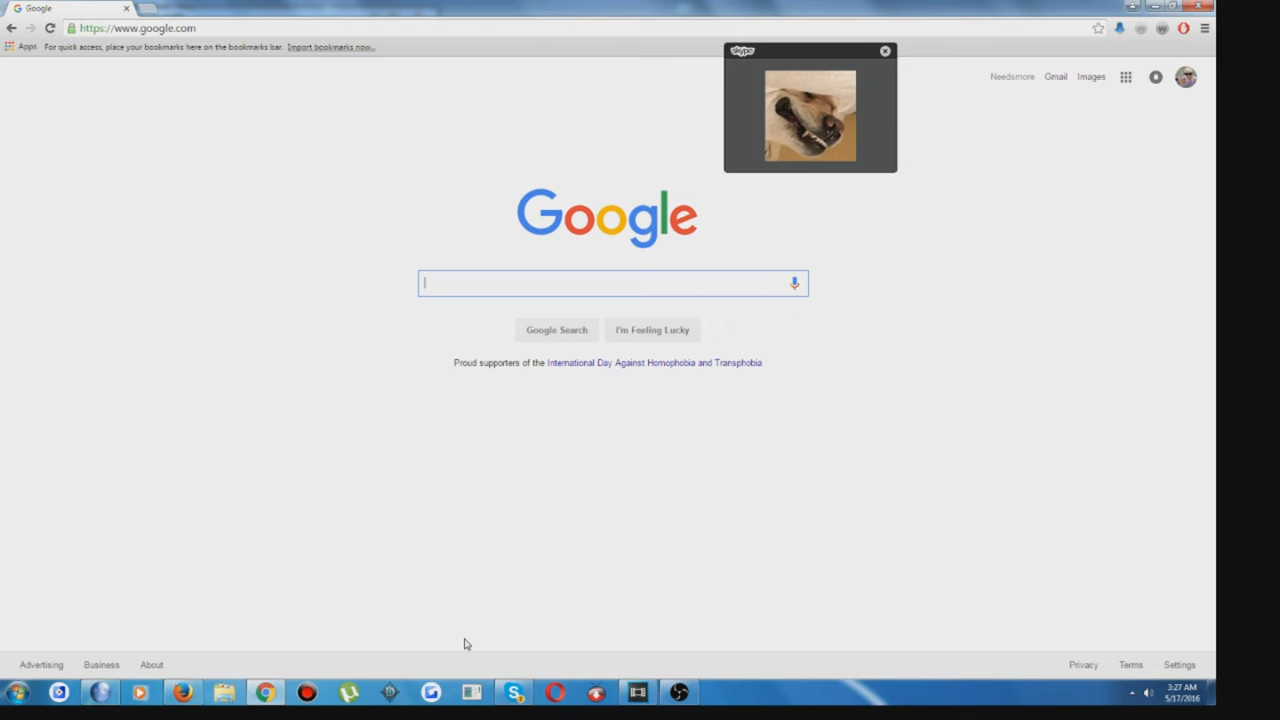 Google
https://www.google.com
Apps For quick access, place your bookmarks here on the bookmarks bar. Import bookmarks now...
skype
Needsmore Gmail Images
Google
Google Search I'm Feeling Lucky
Proud supporters of the International Day Against Homophobia and Transphobia
Advertising Business About Privacy Terms Settings
3:27 AM
5/17/2016